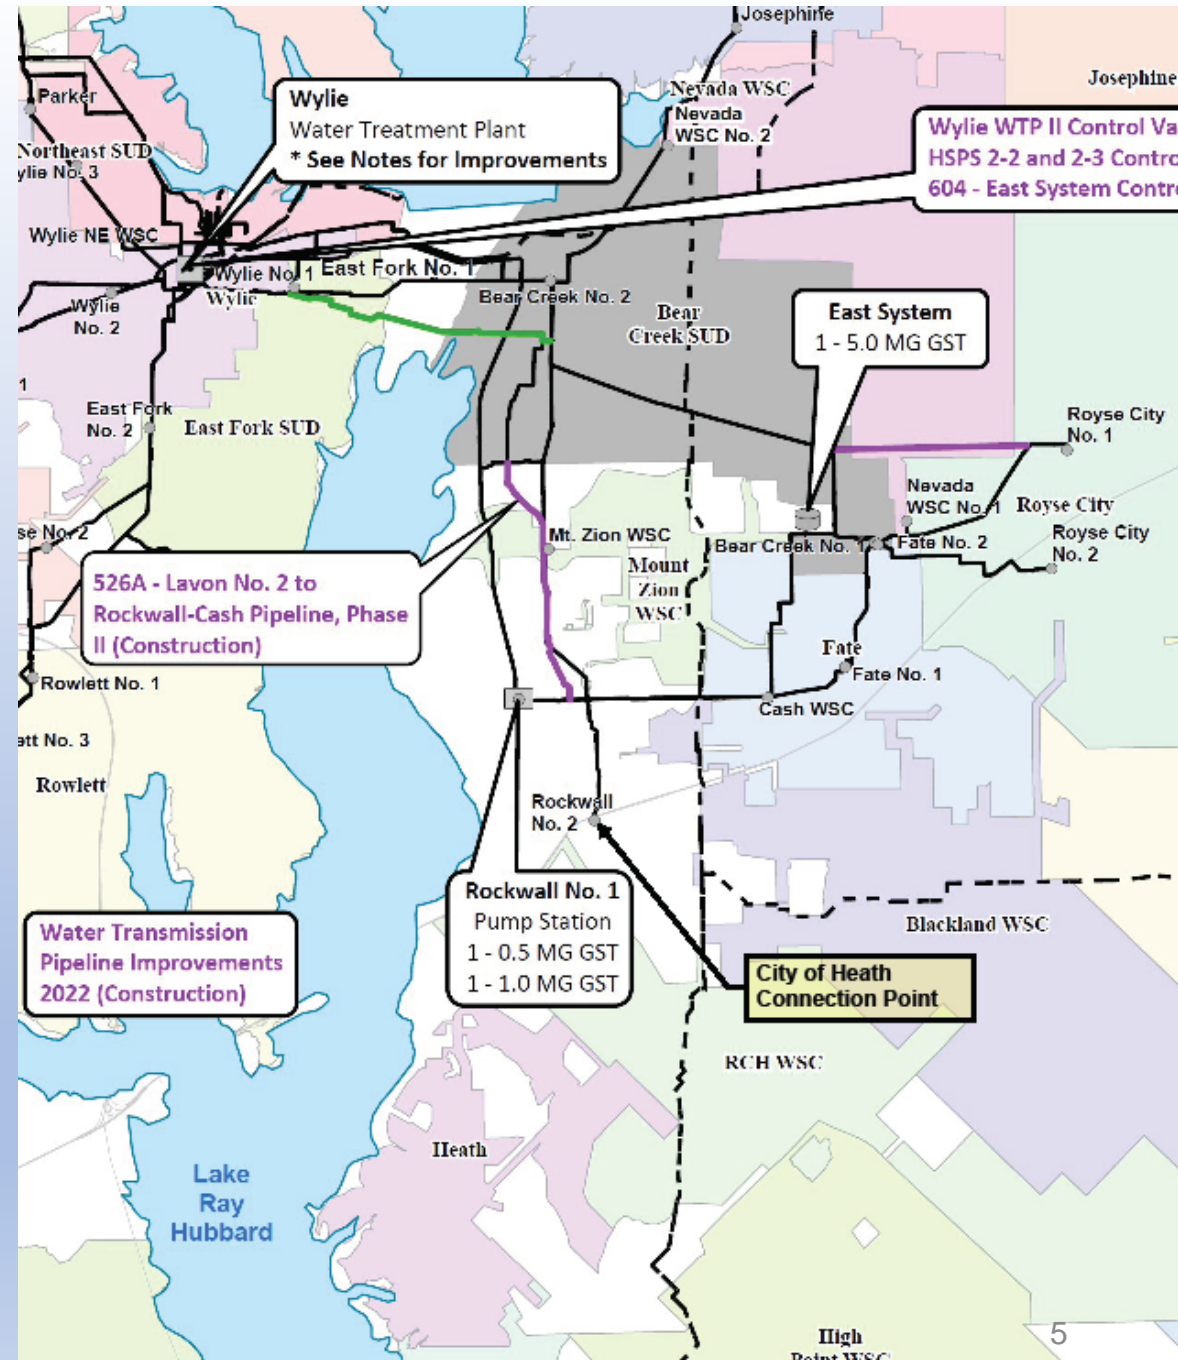 Josephine
Parker
Wylie
Water Treatment Plant
* See Notes for Improvements
Nevada WSC
Nevada
WSC No. 2
Josephine
Northeast SUD
ylie No. 3
Wylie WTP II Control Va
HSPS 2-2 and 2-3 Contro
604 - East System Contr
Wylie NE WSC
Wylie No. 1
East Fork No. 1
Wylie
Wylie
No. 2
Bear Creek No. 2
Bear
Creek SUD
East System
1 - 5.0 MG GST
1
East Fork
No. 2
East Fork SUD
Royse City
No. 1
Nevada
WSC No. 1
Royse City
se No. 2
Mt. Zion WSC
Bear Creek No. 1
Fate No. 2
Royse City
No. 2
526A - Lavon No. 2 to
Rockwall-Cash Pipeline, Phase
II (Construction)
Mount
Zion
WSC
Fate
Fate No. 1
Rowlett No. 1
Cash WSC
ett No. 3
Rowlett
Rockwall
No. 2
Rockwall No. 1
Pump Station
1 - 0.5 MG GST
1 - 1.0 MG GST
Water Transmission
Pipeline Improvements
2022 (Construction)
Blackland WSC
City of Heath
Connection Point
RCH WSC
Heath
Lake
Ray
Hubbard
High
Point WSC
5